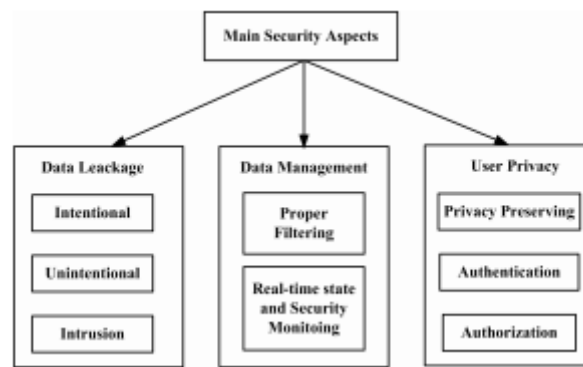 Main Security Aspects
Data Leackage
Intentional
Unintentional
Intrusion
Data Management
Proper
Filtering
Real-time state
and Security
Monitoing
User Privacy
Privacy Preserving
Authentication
Authorization